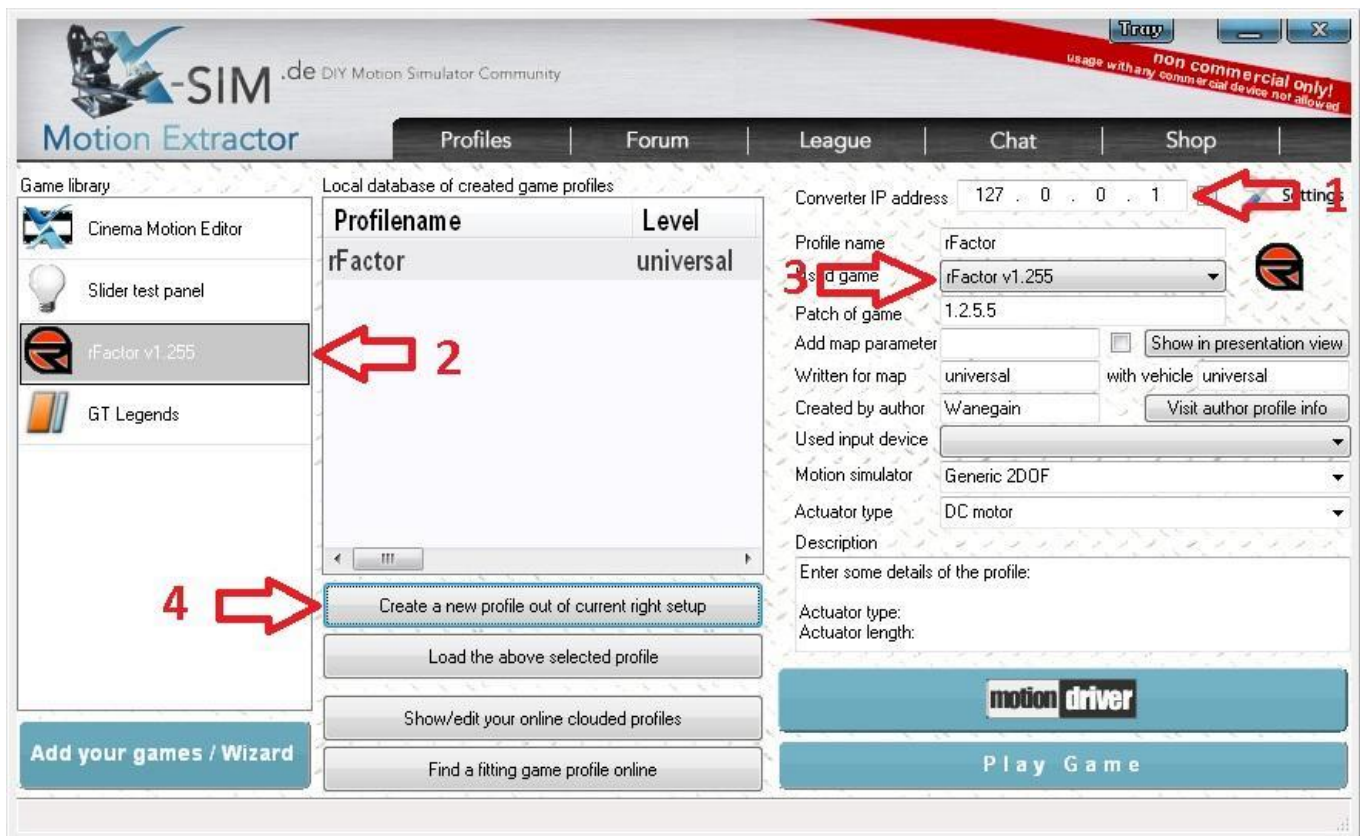 Tray
non commercial only!
usage with any commercial device not allowed
-SIM .de DIY Motion Simulator Community
Motion Extractor
Profiles
Forum
League
Chat
Shop
Game library
Cinema Motion Editor
Slider test panel
rFactor v1.255
GT Legends
Add your games / Wizard
2
Local database of created game profiles
Profilename Level
rFactor universal
4
Create a new profile out of current right setup
Load the above selected profile
Show/edit your online clouded profiles
Find a fitting game profile online
Converter IP address 127 . 0 . 0 . 1
1
Profile name rFactor
3
game rFactor v1.255
Patch of game 1.2.5.5
Add map parameter Show in presentation view
Written for map universal with vehicle universal
Created by author Wanegain Visit author profile info
Used input device
Motion simulator Generic 2DOF
Actuator type DC motor
Description
Enter some details of the profile:
Actuator type:
Actuator length:
motion driver
Play Game